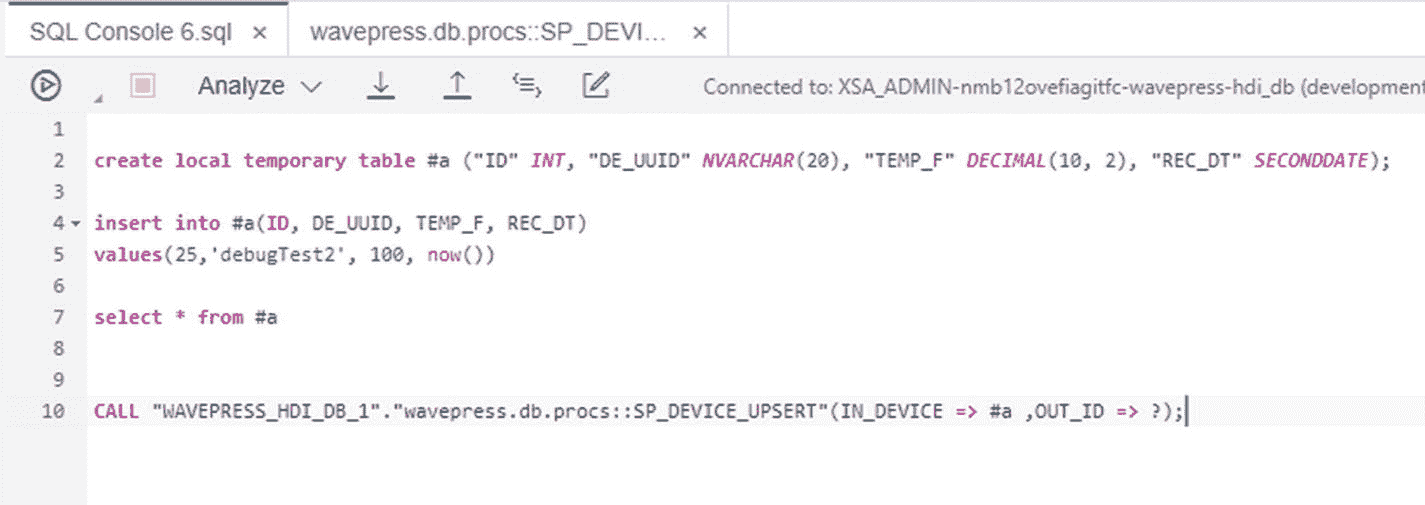 SQL Console 6.sql × wavepress.db.procs::SP_DEVI... ×
Analyze Connected to: XSA_ADMIN-nmb12ovefiagitfc-wavepress-hdi_db (development
1
2 create local temporary table #a ("ID" INT, "DE_UUID" NVARCHAR(20), "TEMP_F" DECIMAL(10, 2), "REC_DT" SECONDDATE);
3
4 insert into #a(ID, DE_UUID, TEMP_F, REC_DT)
5 values(25,'debugTest2', 100, now())
6
7 select * from #a
8
9
10 CALL "WAVEPRESS_HDI_DB_1"."wavepress.db.procs::SP_DEVICE_UPSERT"(IN_DEVICE => #a ,OUT_ID => ?);